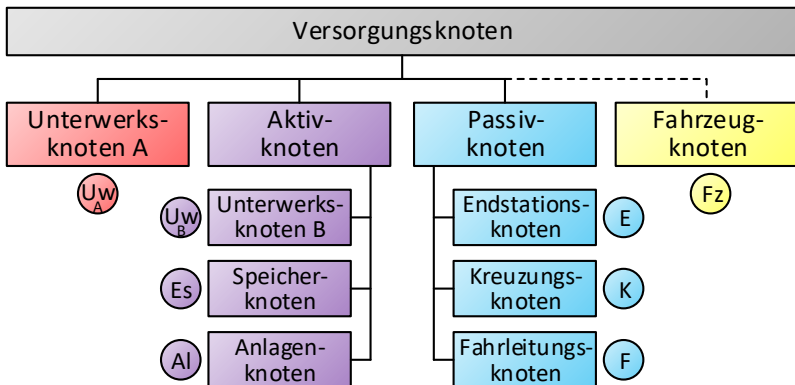 Versorgungsknoten
Unterwerks-
knoten A
Aktiv-
knoten
Passiv-
knoten
Fahrzeug-
knoten
Uw
A
Fz
Uw
B
Unterwerks-
knoten B
Endstations-
knoten
E
Es
Speicher-
knoten
Kreuzungs-
knoten
K
Al
Anlagen-
knoten
Fahrleitungs-
knoten
F